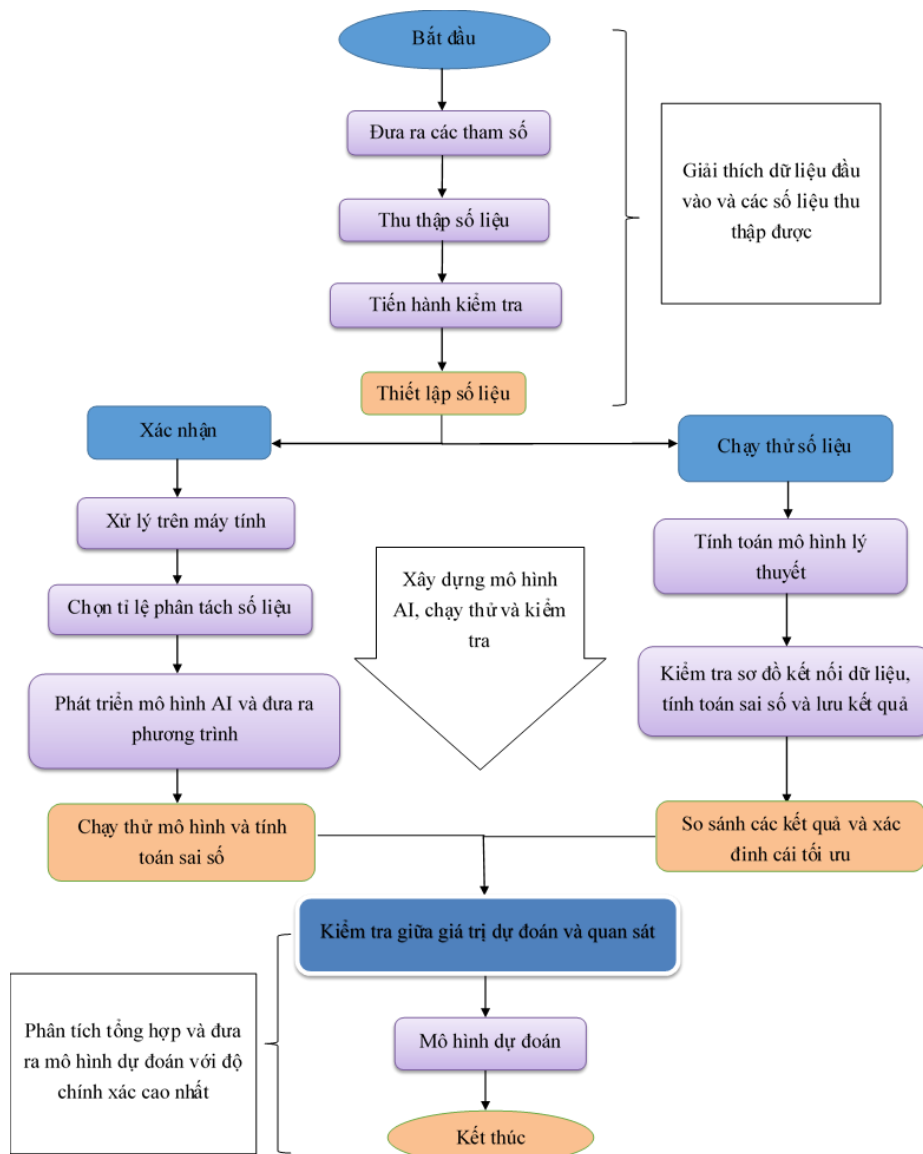 Bắt đầu
Đưa ra các tham số
Thu thập số liệu
Tiến hành kiểm tra
Thiết lập số liệu
Giải thích dữ liệu đầu
vào và các số liệu thu
thập được
Xác nhận
Xử lý trên máy tính
Chọn tỉ lệ phân tách số liệu
Phát triển mô hình AI và đưa ra
phương trình
Chạy thử mô hình và tính
toán sai số
Xây dựng mô hình
AI, chạy thử và kiểm
tra
Chạy thử số liệu
Tính toán mô hình lý
thuyết
Kiểm tra sơ đồ kết nối dữ liệu,
tính toán sai số và lưu kết quả
So sánh các kết quả và xác
đinh cái tối ưu
Kiểm tra giữa giá trị dự đoán và quan sát
Mô hình dự đoán
Kết thúc
Phân tích tổng hợp và đưa
ra mô hình dự đoán với độ
chính xác cao nhất